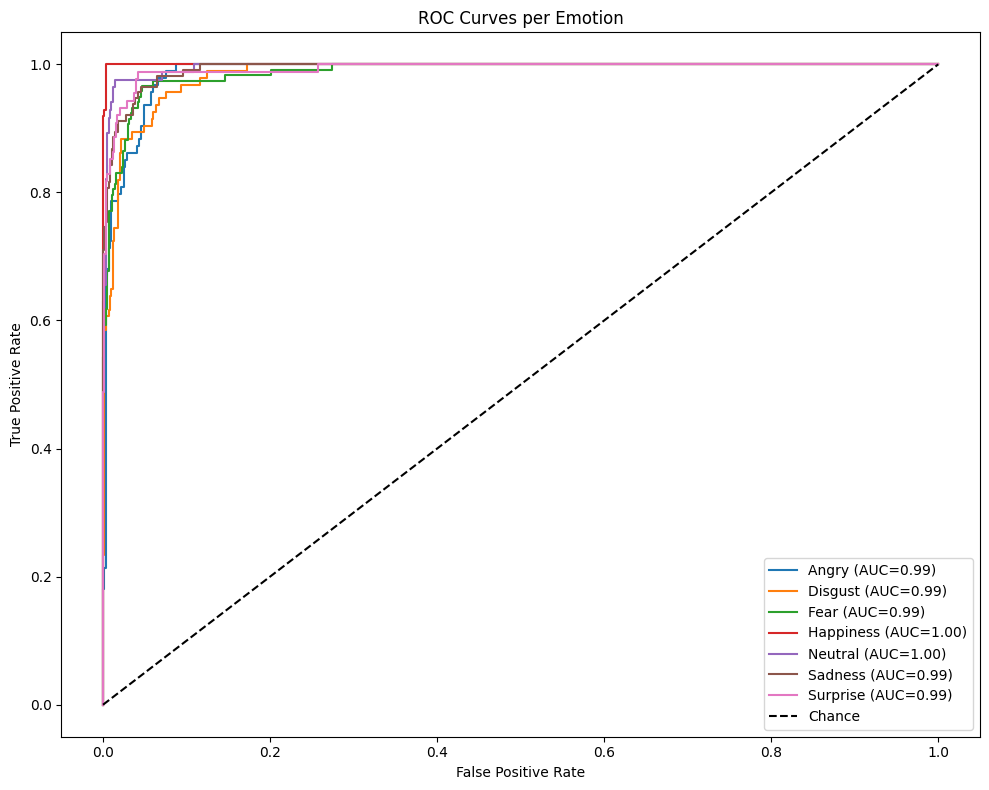 ROC Curves per Emotion
True Positive Rate
1.0
0.8
0.6
0.4
0.2
0.0
0.0 0.2 0.4 0.6 0.8 1.0
False Positive Rate
Angry (AUC=0.99)
Disgust (AUC=0.99)
Fear (AUC=0.99)
Happiness (AUC=1.00)
Neutral (AUC=1.00)
Sadness (AUC=0.99)
Surprise (AUC=0.99)
Chance